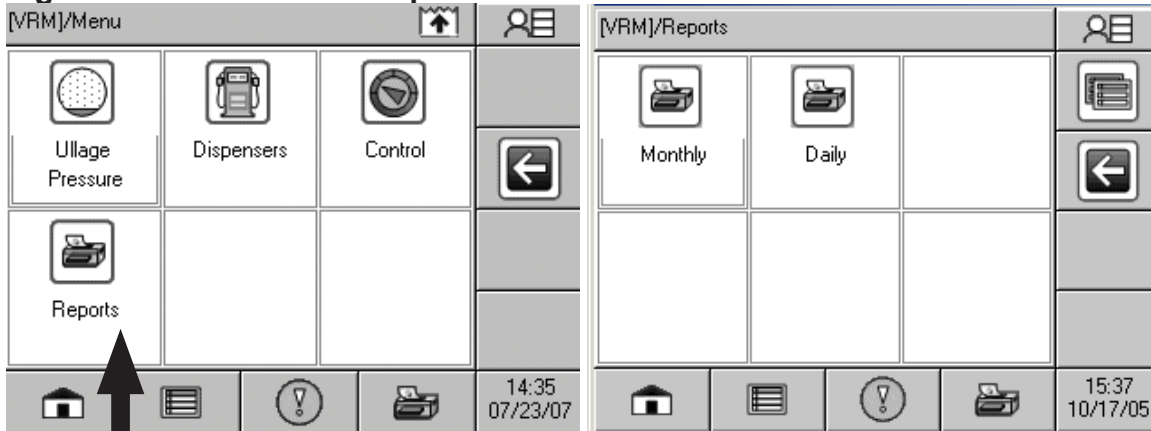 [VRM]/Menu
Ullage
Pressure
Dispensers
Control
Reports
14:35
07/23/07
[VRM]/Reports
Monthly
Daily
15:37
10/17/05